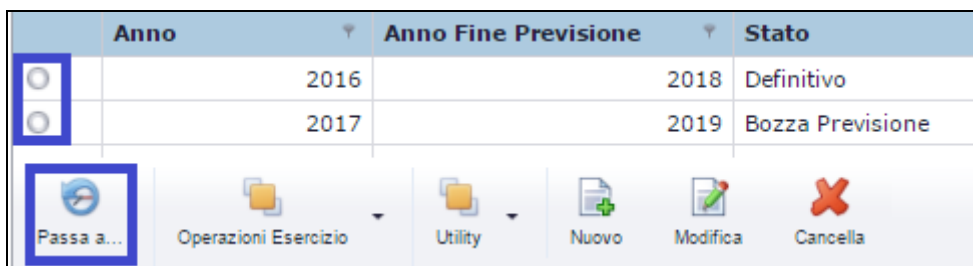 Anno Anno Fine Previsione Stato
2016 2018 Definitivo
2017 2019 Bozza Previsione
Passa a... Operazioni Esercizio Utility Nuovo Modifica Cancella